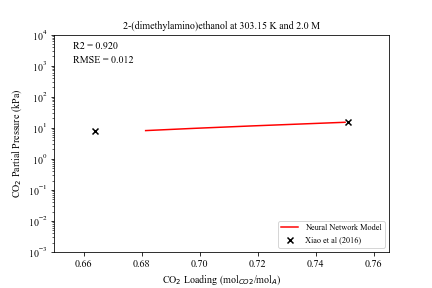 2-(dimethylamino)ethanol at 303.15 K and 2.0 M
R2 = 0.920
RMSE = 0.012
10⁴
10³
10²
10¹
10⁰
10⁻¹
10⁻²
10⁻³
CO₂ Partial Pressure (kPa)
Neural Network Model
Xiao et al (2016)
0.66 0.68 0.70 0.72 0.74 0.76
CO₂ Loading (mol_CO2/mol_A)